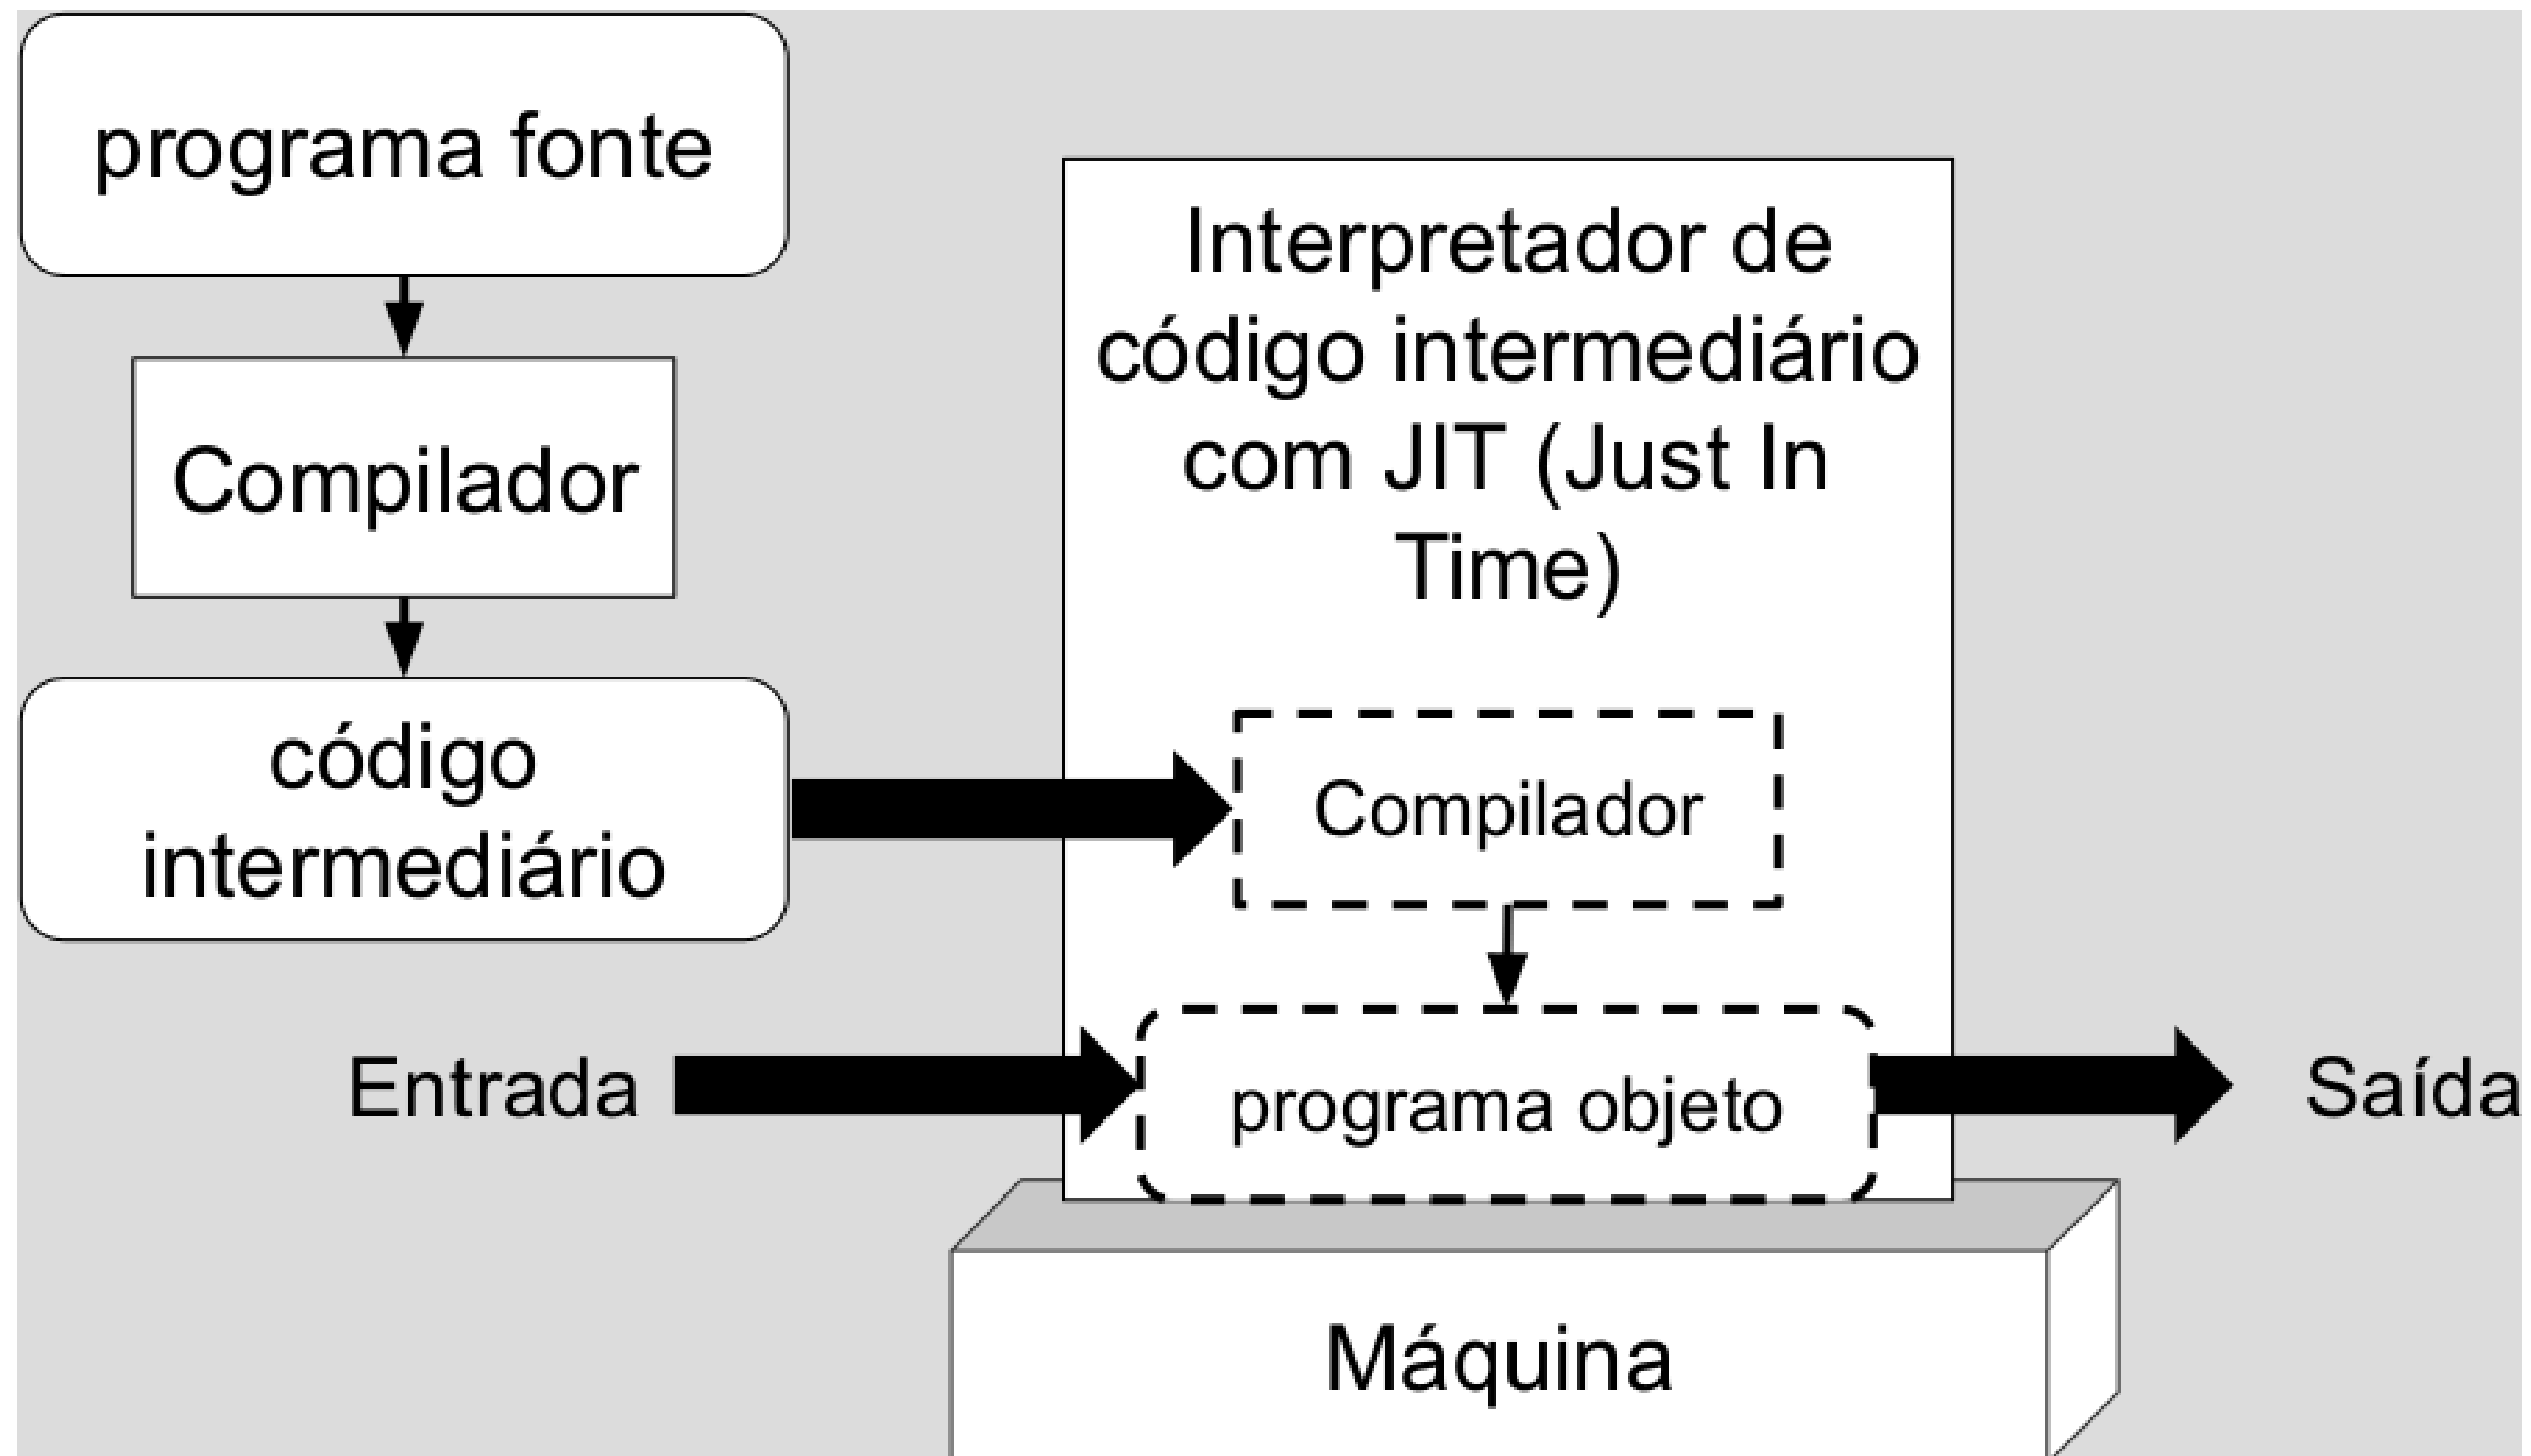 programa fonte
Compilador
código
intermediário
Interpretador de
código intermediário
com JIT (Just In
Time)
Compilador
Entrada
programa objeto
Saída
Máquina